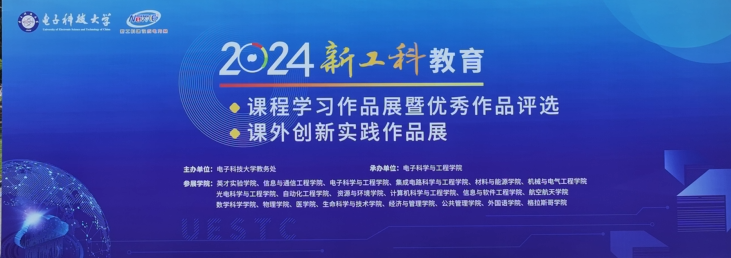 电子科技大学
University of Electronic Science and Technology of China
2024新工科教育
课程学习作品展暨优秀作品评选
课外创新实践作品展
主办单位：电子科技大学教务处 承办单位：电子科学与工程学院
参展学院：英才实验学院、信息与通信工程学院、电子科学与工程学院、集成电路科学与工程学院、材料与能源学院、机械与电气工程学院
光电科学与工程学院、自动化工程学院、资源与环境学院、计算机科学与工程学院、信息与软件工程学院、航空航天学院
数学科学学院、物理学院、医学院、生命科学与技术学院、经济与管理学院、公共管理学院、外国语学院、格拉斯哥学院
UESTC